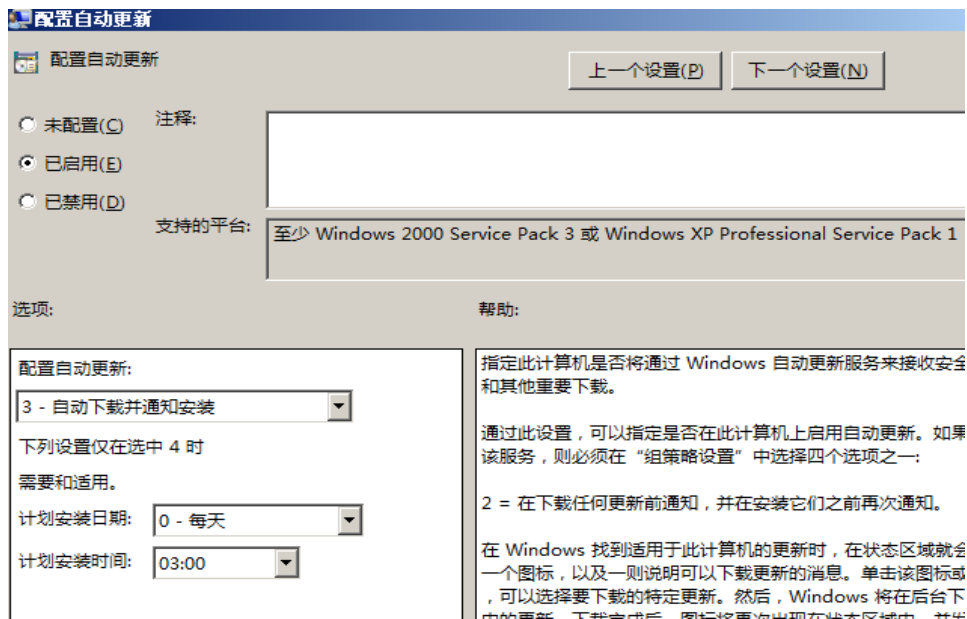 配置自动更新
配置自动更新
上一个设置(P) 下一个设置(N)
未配置(C)
已启用(E)
已禁用(D)
注释:
支持的平台:
至少 Windows 2000 Service Pack 3 或 Windows XP Professional Service Pack 1
选项:
配置自动更新:
3 - 自动下载并通知安装
下列设置仅在选中 4 时
需要和适用。
计划安装日期: 0 - 每天
计划安装时间: 03:00
帮助:
指定此计算机是否将通过 Windows 自动更新服务来接收安全
和其他重要下载。
通过此设置，可以指定是否在此计算机上启用自动更新。如果
该服务，则必须在“组策略设置”中选择四个选项之一:
2 = 在下载任何更新前通知，并在安装它们之前再次通知。
在 Windows 找到适用于此计算机的更新时，在状态区域就会
一个图标，以及一则说明可以下载更新的消息。单击该图标或
，可以选择要下载的特定更新。然后，Windows 将在后台下